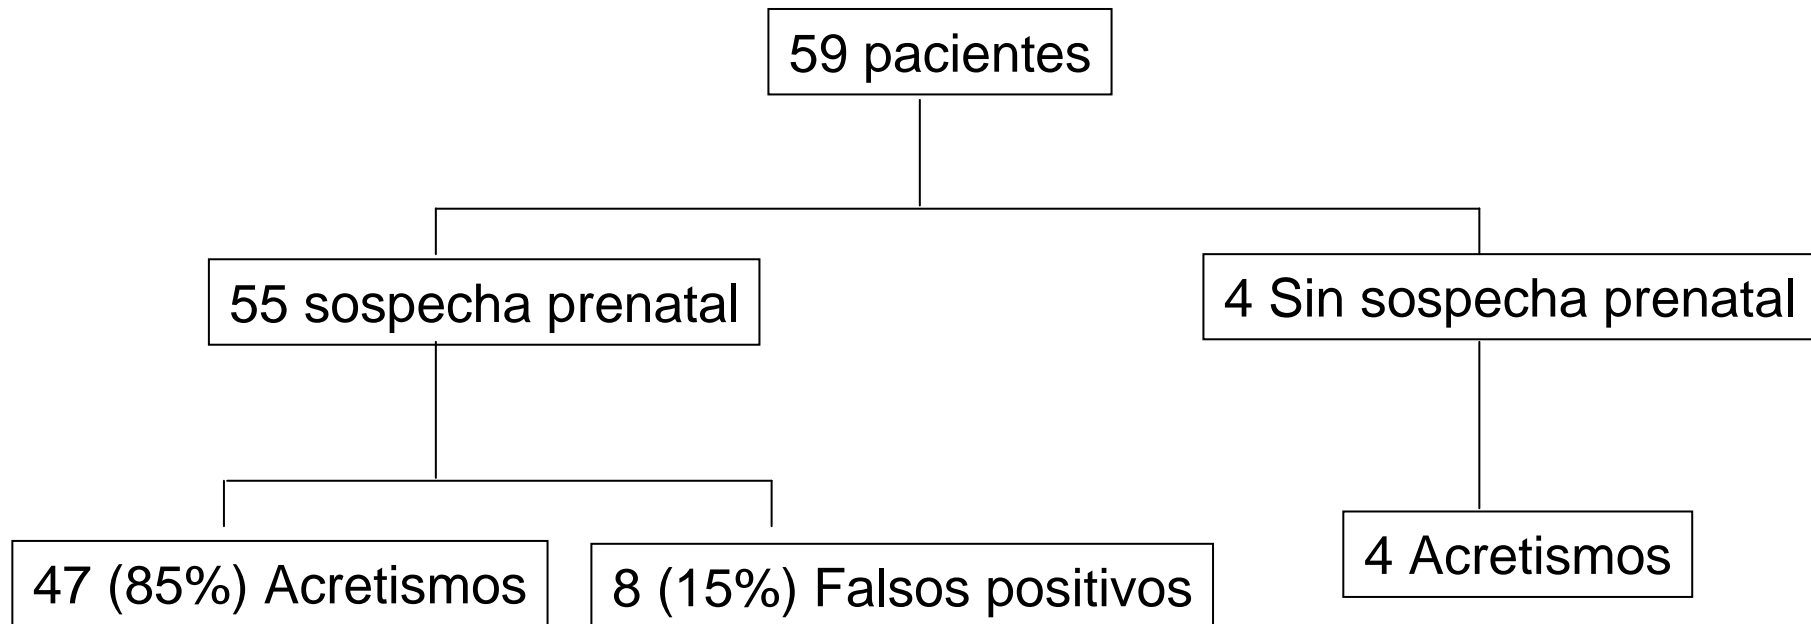 59 pacientes
55 sospecha prenatal
4 Sin sospecha prenatal
47 (85%) Acretismos
8 (15%) Falsos positivos
4 Acretismos